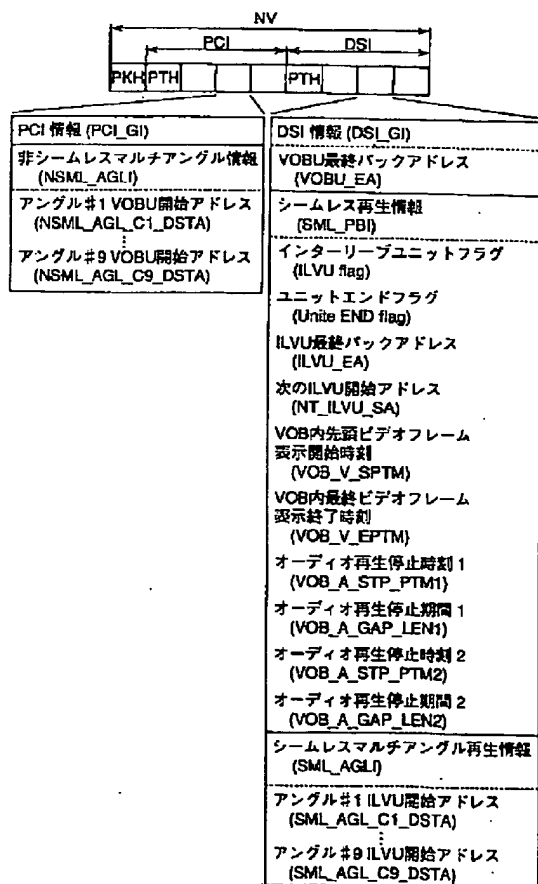 NV
PCI
DSI
PKH
PTH
PTH
PCI 情報 (PCI_GI)
非シームレスマルチアングル情報
(NSML_AGLI)
アングル#1 VOBU開始アドレス
(NSML_AGL_C1_DSTA)
⋮
アングル#9 VOBU開始アドレス
(NSML_AGL_C9_DSTA)
DSI 情報 (DSI_GI)
VOBU最終パックアドレス
(VOBU_EA)
シームレス再生情報
(SML_PBI)
インターリーブユニットフラグ
(ILVU flag)
ユニットエンドフラグ
(Unite END flag)
ILVU最終パックアドレス
(ILVU_EA)
次のILVU開始アドレス
(NT_ILVU_SA)
VOB内先頭ビデオフレーム
表示開始時刻
(VOB_V_SPTM)
VOB内最終ビデオフレーム
表示終了時刻
(VOB_V_EPTM)
オーディオ再生停止時刻 1
(VOB_A_STP_PTM1)
オーディオ再生停止期間 1
(VOB_A_GAP_LEN1)
オーディオ再生停止時刻 2
(VOB_A_STP_PTM2)
オーディオ再生停止期間 2
(VOB_A_GAP_LEN2)
シームレスマルチアングル再生情報
(SML_AGLI)
アングル#1 ILVU開始アドレス
(SML_AGL_C1_DSTA)
⋮
アングル#9 ILVU開始アドレス
(SML_AGL_C9_DSTA)